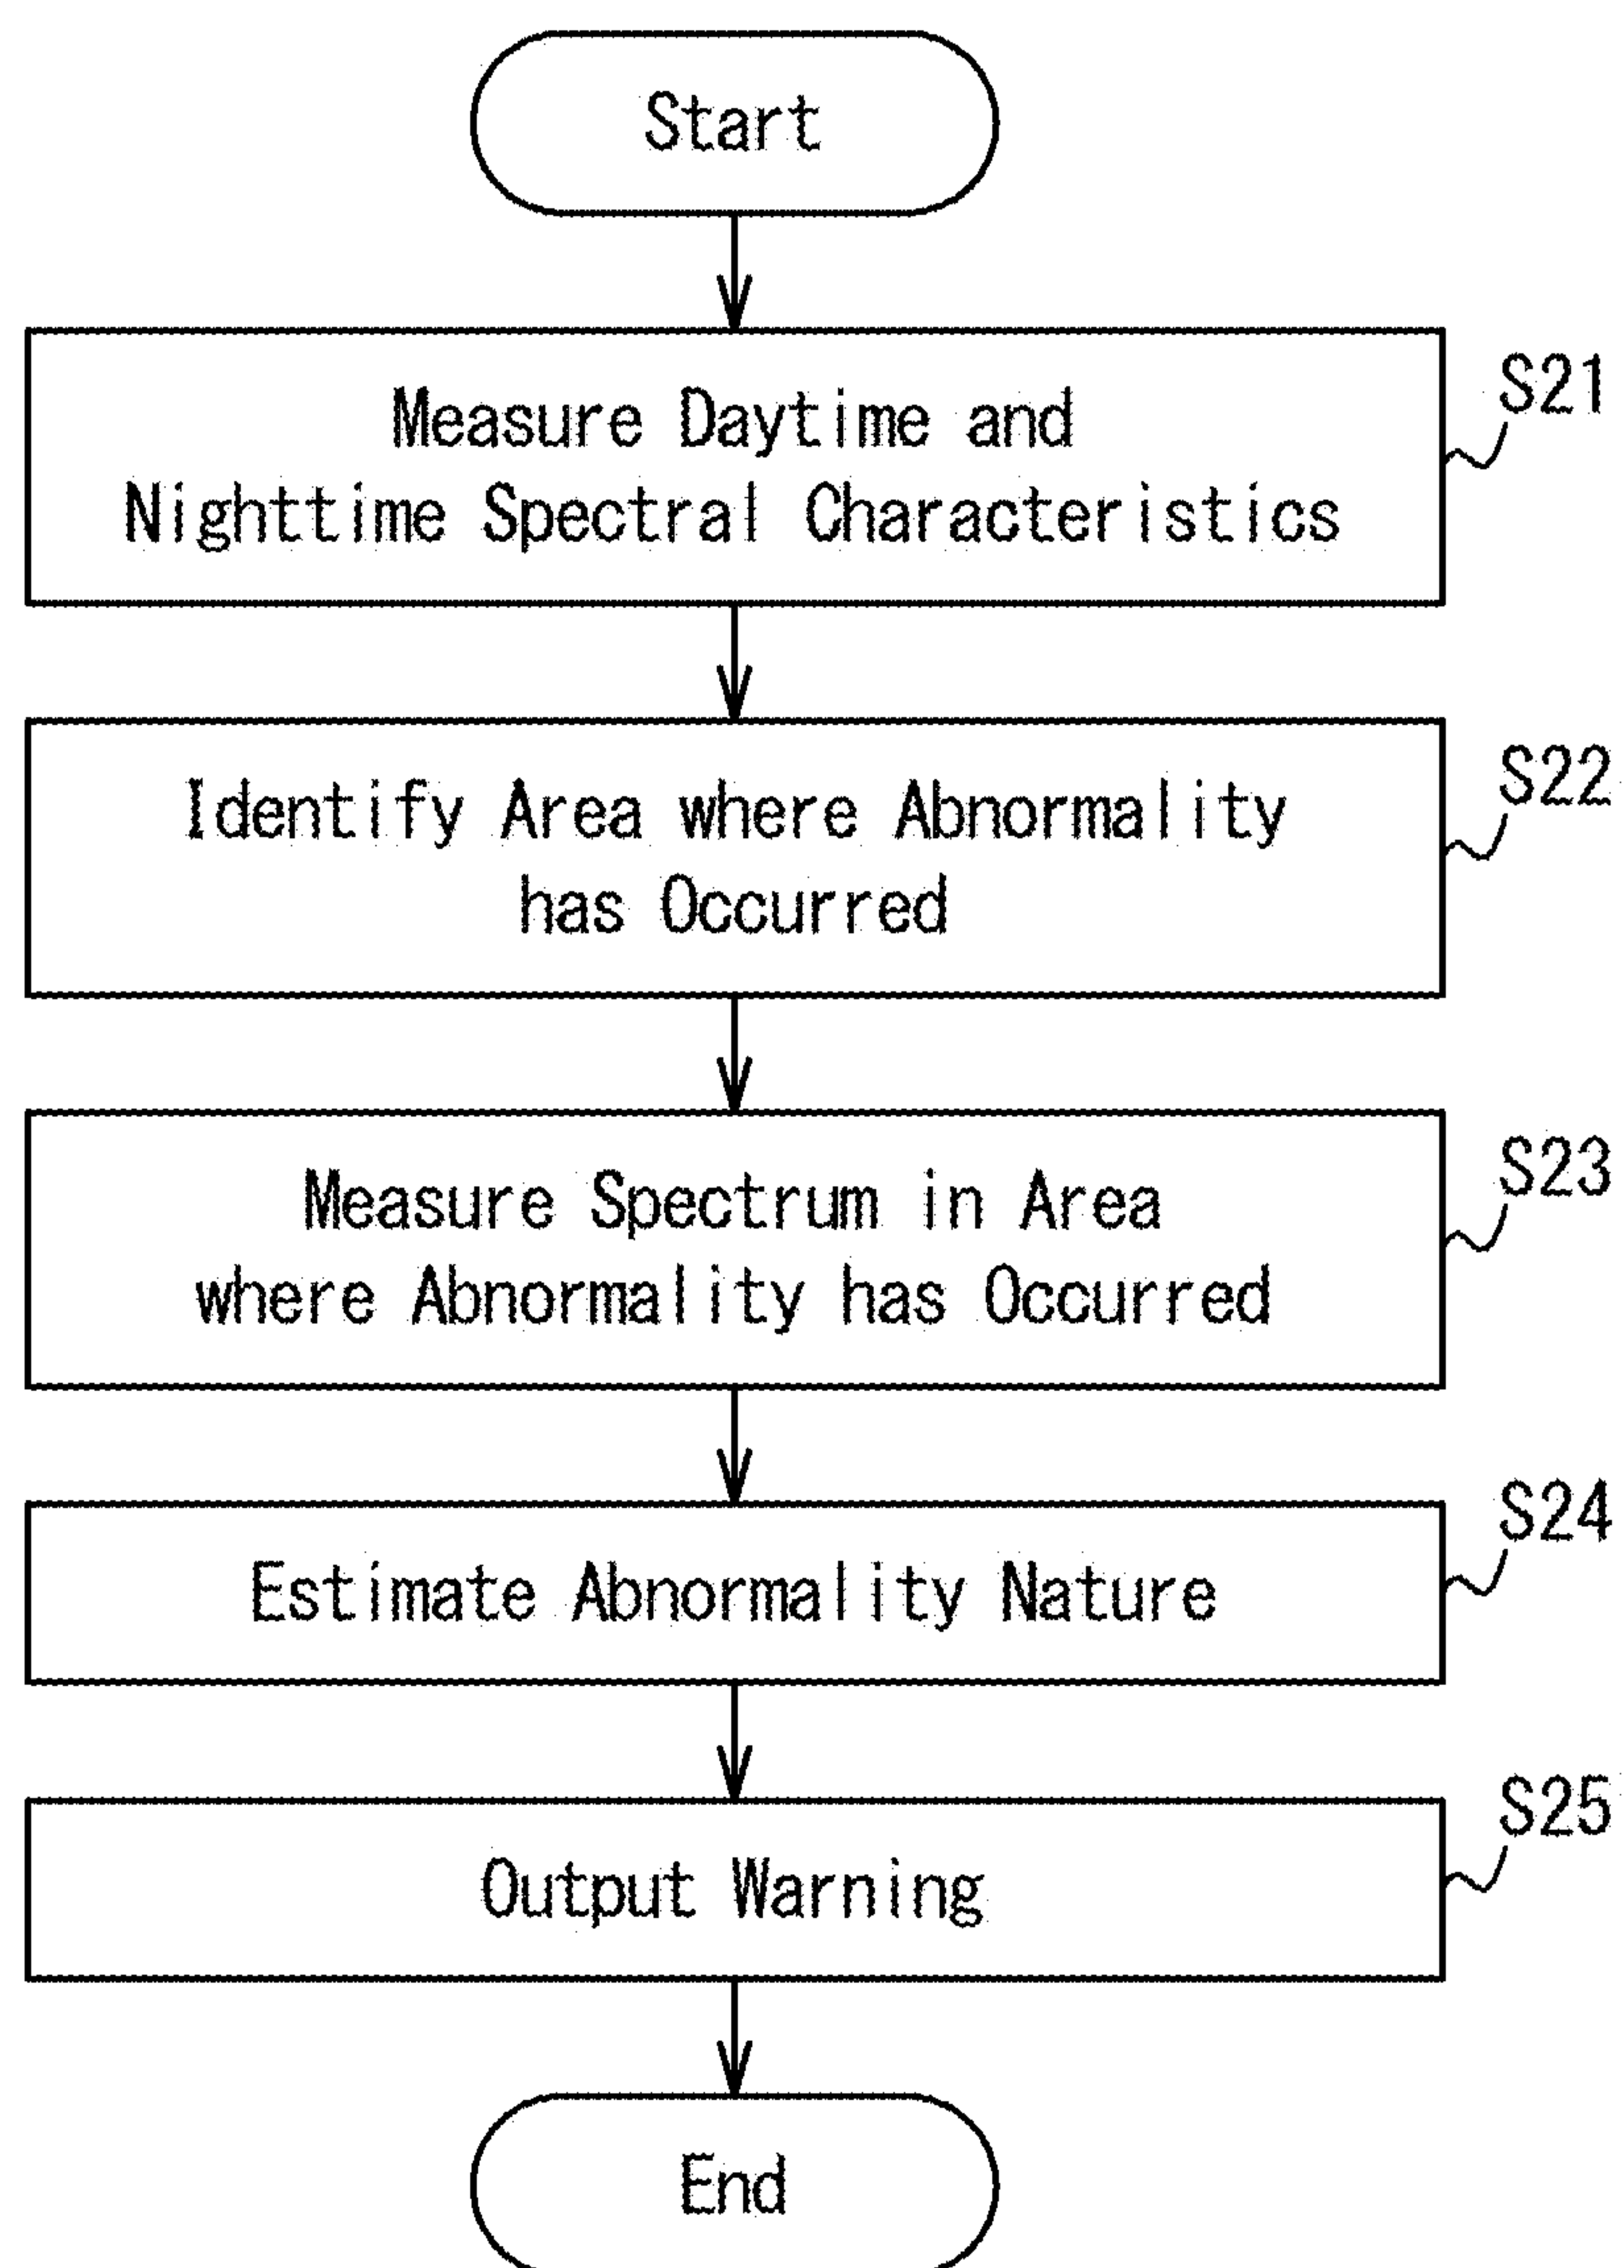 Start
Measure Daytime and
Nighttime Spectral Characteristics
S21
Identify Area where Abnormality
has Occurred
S22
Measure Spectrum in Area
where Abnormality has Occurred
S23
Estimate Abnormality Nature
S24
Output Warning
S25
End